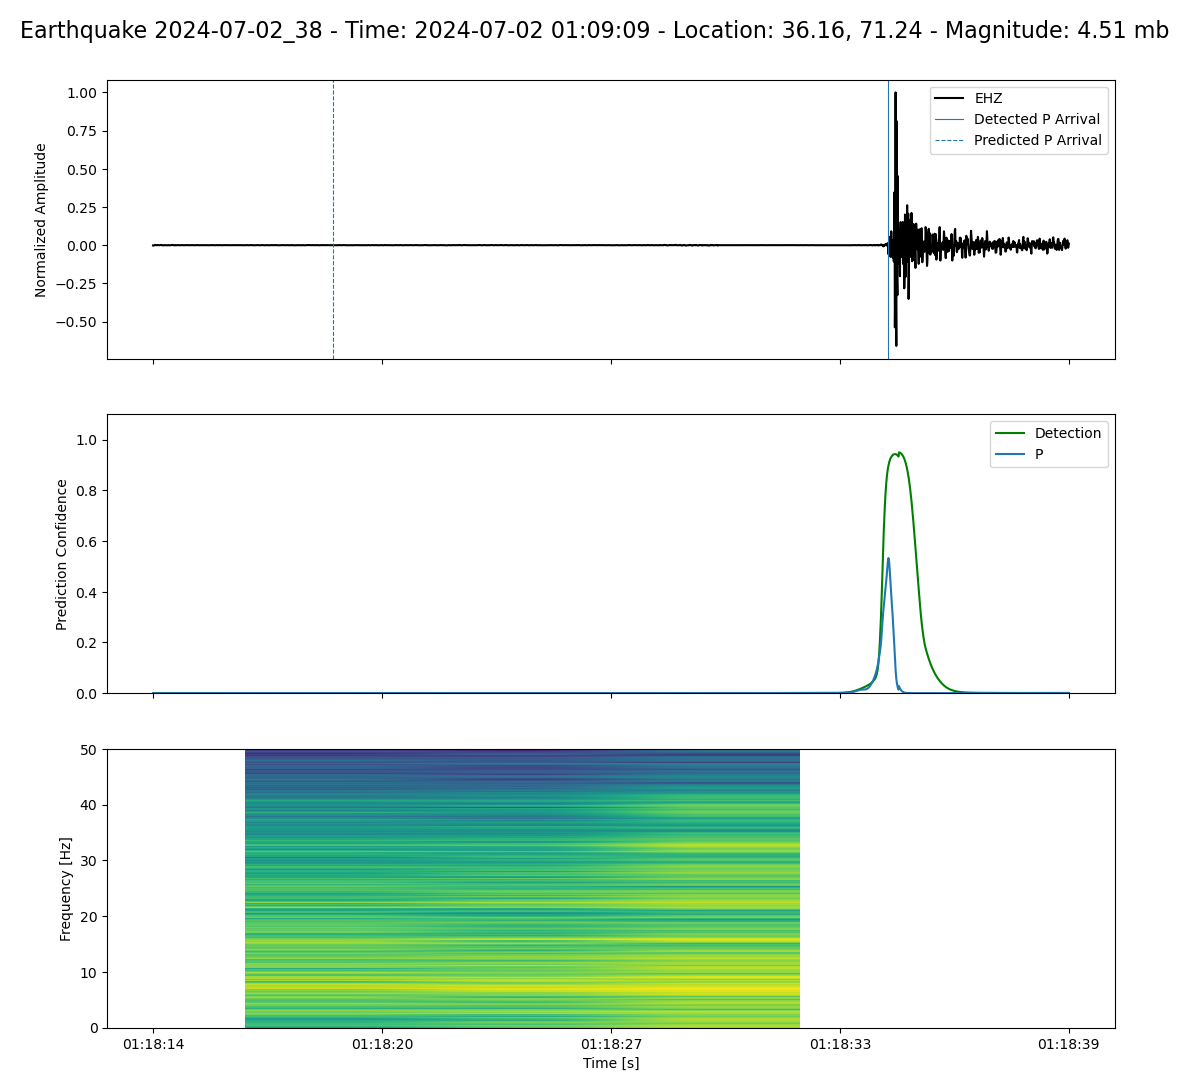 Earthquake 2024-07-02_38 - Time: 2024-07-02 01:09:09 - Location: 36.16, 71.24 - Magnitude: 4.51 mb
1.00
0.75
0.50
0.25
0.00
−0.25
−0.50
Normalized Amplitude
EHZ
Detected P Arrival
Predicted P Arrival
1.0
0.8
0.6
0.4
0.2
0.0
Prediction Confidence
Detection
P
50
40
30
20
10
0
Frequency [Hz]
01:18:14
01:18:20
01:18:27
01:18:33
01:18:39
Time [s]